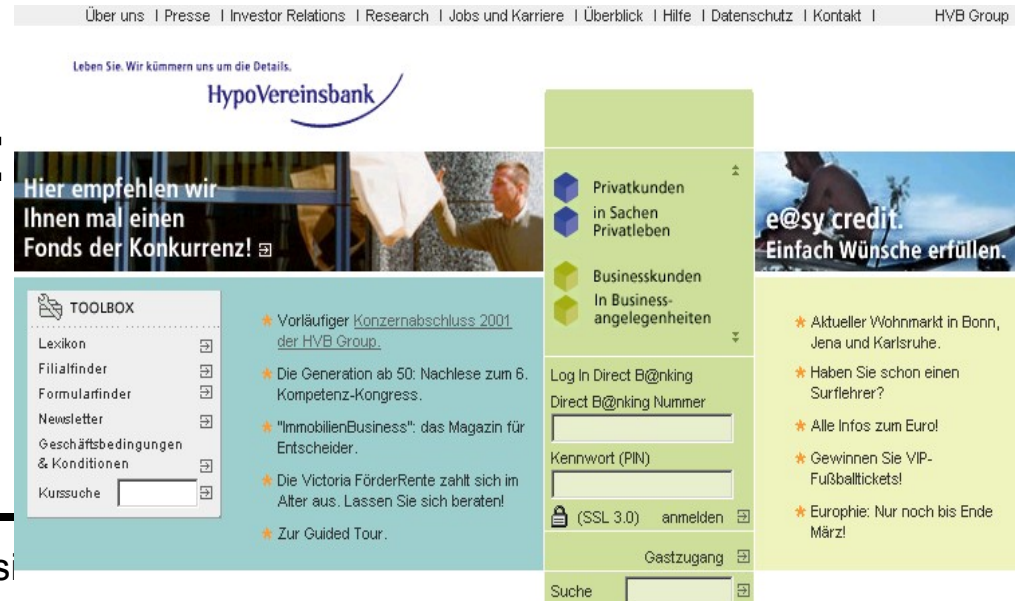 Über uns | Presse | Investor Relations | Research | Jobs und Karriere | Überblick | Hilfe | Datenschutz | Kontakt | HVB Group
Leben Sie. Wir kümmern uns um die Details.
HypoVereinsbank
Hier empfehlen wir
Ihnen mal einen
Fonds der Konkurrenz!
Privatkunden
in Sachen
Privatleben
Businesskunden
In Business-
angelegenheiten
e@sy credit.
Einfach Wünsche erfüllen.
TOOLBOX
Lexikon
Filialfinder
Formularfinder
Newsletter
Geschäftsbedingungen
& Konditionen
Kurssuche
* Vorläufiger Konzernabschluss 2001
der HVB Group.
* Die Generation ab 50: Nachlese zum 6.
Kompetenz-Kongress.
* "ImmobilienBusiness": das Magazin für
Entscheider.
* Die Victoria FörderRente zahlt sich im
Alter aus. Lassen Sie sich beraten!
* Zur Guided Tour.
Log In Direct B@nking
Direct B@nking Nummer
Kennwort (PIN)
(SSL 3.0) anmelden
Gastzugang
Suche
* Aktueller Wohnmarkt in Bonn,
Jena und Karlsruhe.
* Haben Sie schon einen
Surflehrer?
* Alle Infos zum Euro!
* Gewinnen Sie VIP-
Fußballtickets!
* Europhie: Nur noch bis Ende
März!